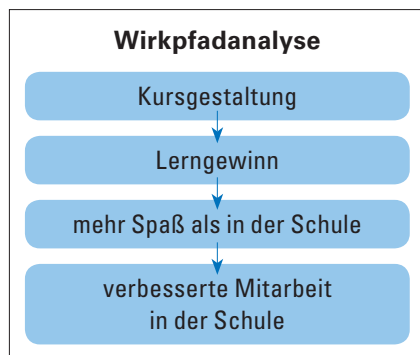 Wirkpfadanalyse
Kursgestaltung
Lerngewinn
mehr Spaß als in der Schule
verbesserte Mitarbeit
in der Schule